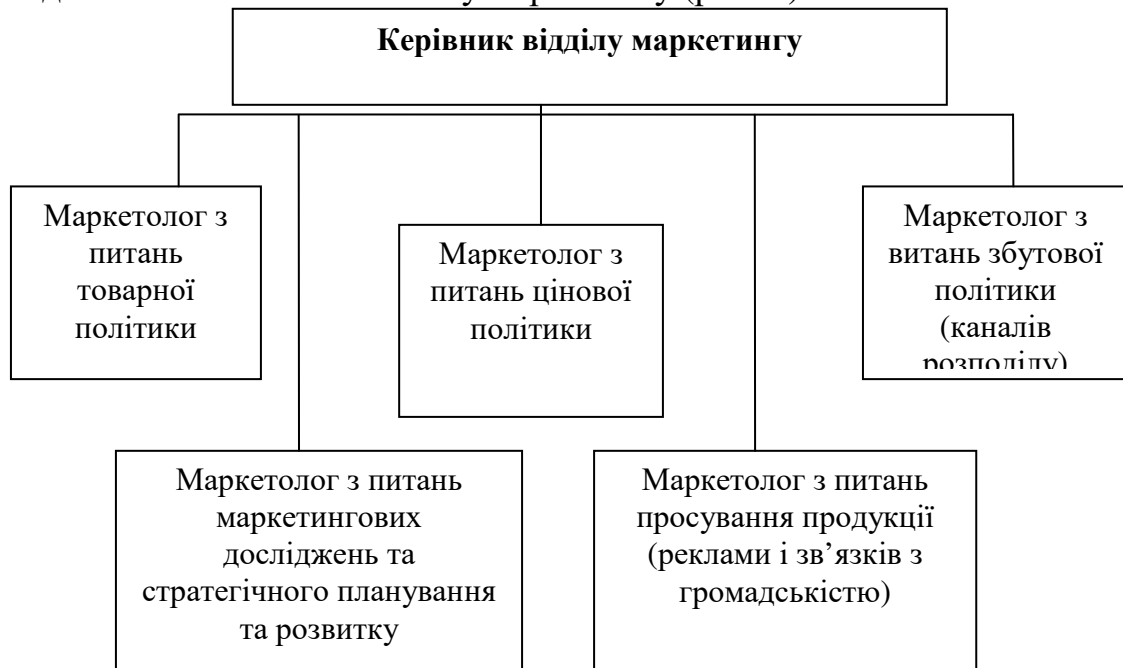 Керівник відділу маркетингу
Маркетолог з
питань
товарної
політики
Маркетолог з
питань цінової
політики
Маркетолог з
витань збутової
політики
(каналів
розподілу)
Маркетолог з питань
маркетингових
досліджень та
стратегічного планування
та розвитку
Маркетолог з питань
просування продукції
(реклами і зв’язків з
громадськістю)